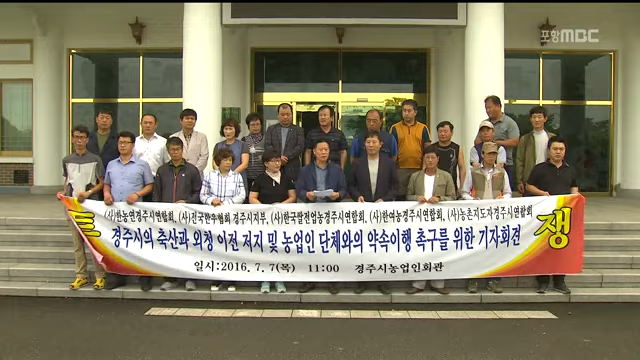 포항MBC
(사)한농연경주시연합회, (사)전국한우협회 경주시지부, (사)한국쌀전업농경주시연합회, (사)한여농경주시연합회, (사)농촌지도자경주시연합회
투 경주시의 축산과 외청 이전 저지 및 농업인 단체와의 약속이행 촉구를 위한 기자회견 쟁
일시:2016. 7. 7(목) 11:00 경주시농업인회관